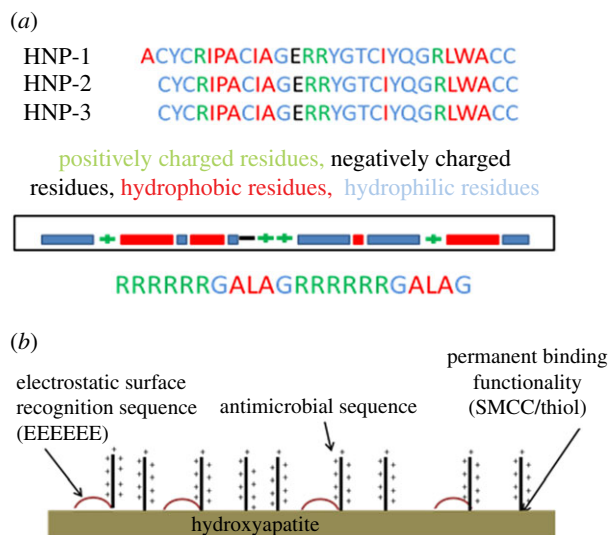 (a)
HNP-1 ACYCRIPACIAGERRYGTCIYQGRLWACC
HNP-2 CYCRIPACIAGERRYGTCIYQGRLWACC
HNP-3 CYCRIPACIAGERRYGTCIYQGRLWACC
positively charged residues, negatively charged
residues, hydrophobic residues, hydrophilic residues
RRRRRRGALAGRRRRRRGALAG
(b)
electrostatic surface
recognition sequence
(EEEEEE)
antimicrobial sequence
permanent binding
functionality
(SMCC/thiol)
hydroxyapatite